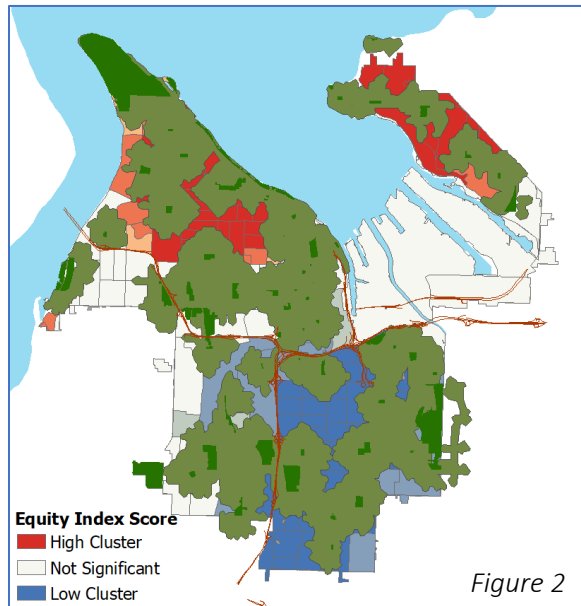 Equity Index Score
High Cluster
Not Significant
Low Cluster
Figure 2